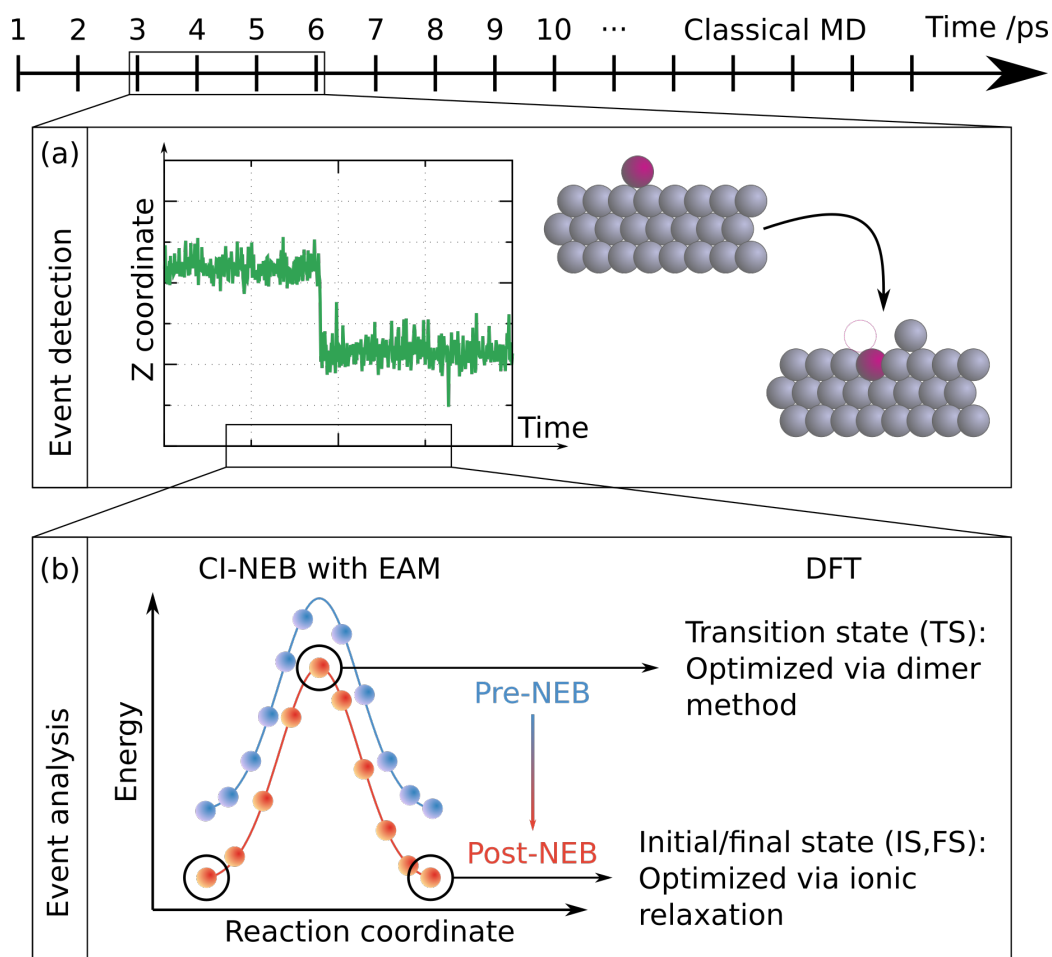 1 2 3 4 5 6 7 8 9 10 ... Classical MD Time /ps
(a)
Event detection
Z coordinate
Time
(b)
Event analysis
CI-NEB with EAM
DFT
Energy
Reaction coordinate
Pre-NEB
Post-NEB
Transition state (TS):
Optimized via dimer
method
Initial/final state (IS,FS):
Optimized via ionic
relaxation